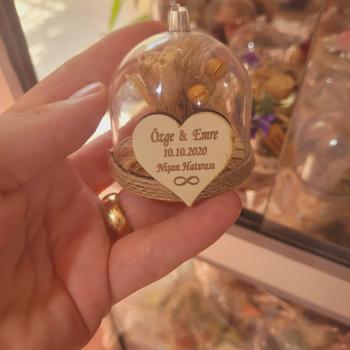 Özge & Emre
10.10.2020
Nişan Hatırası